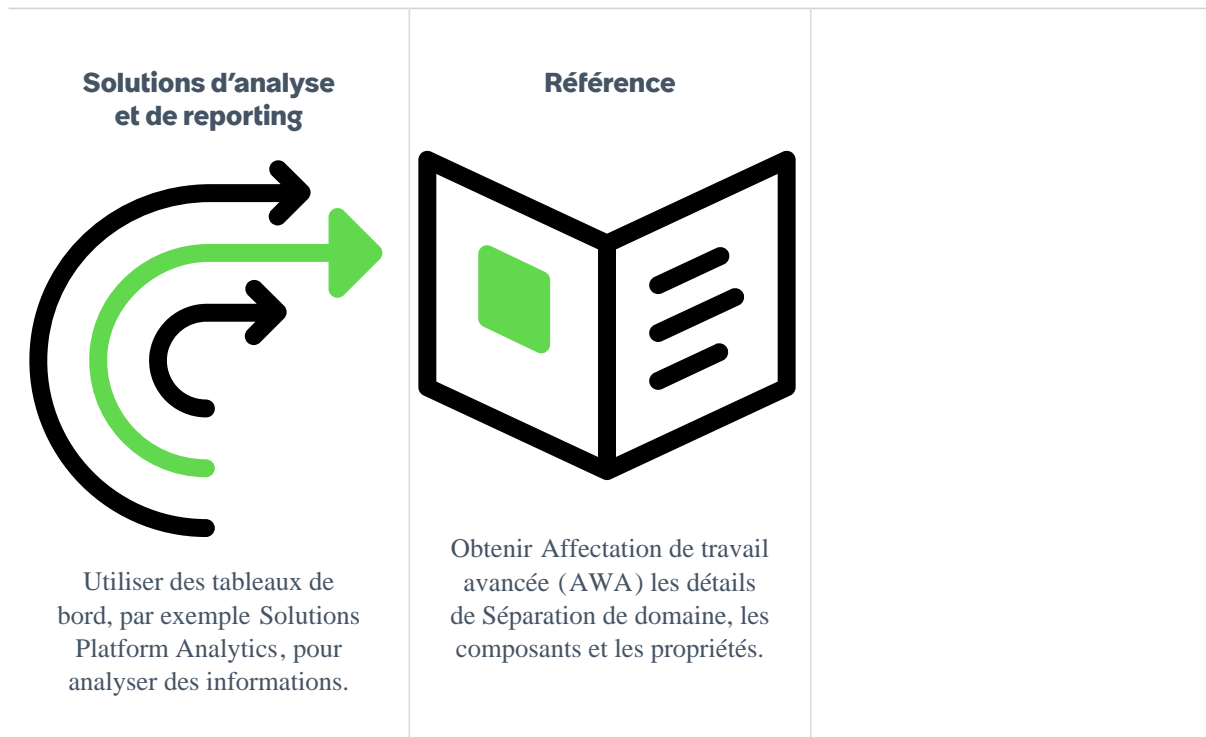 Solutions d’analyse
et de reporting
Utiliser des tableaux de
bord, par exemple Solutions
Platform Analytics, pour
analyser des informations.
Référence
Obtenir Affectation de travail
avancée (AWA) les détails
de Séparation de domaine, les
composants et les propriétés.